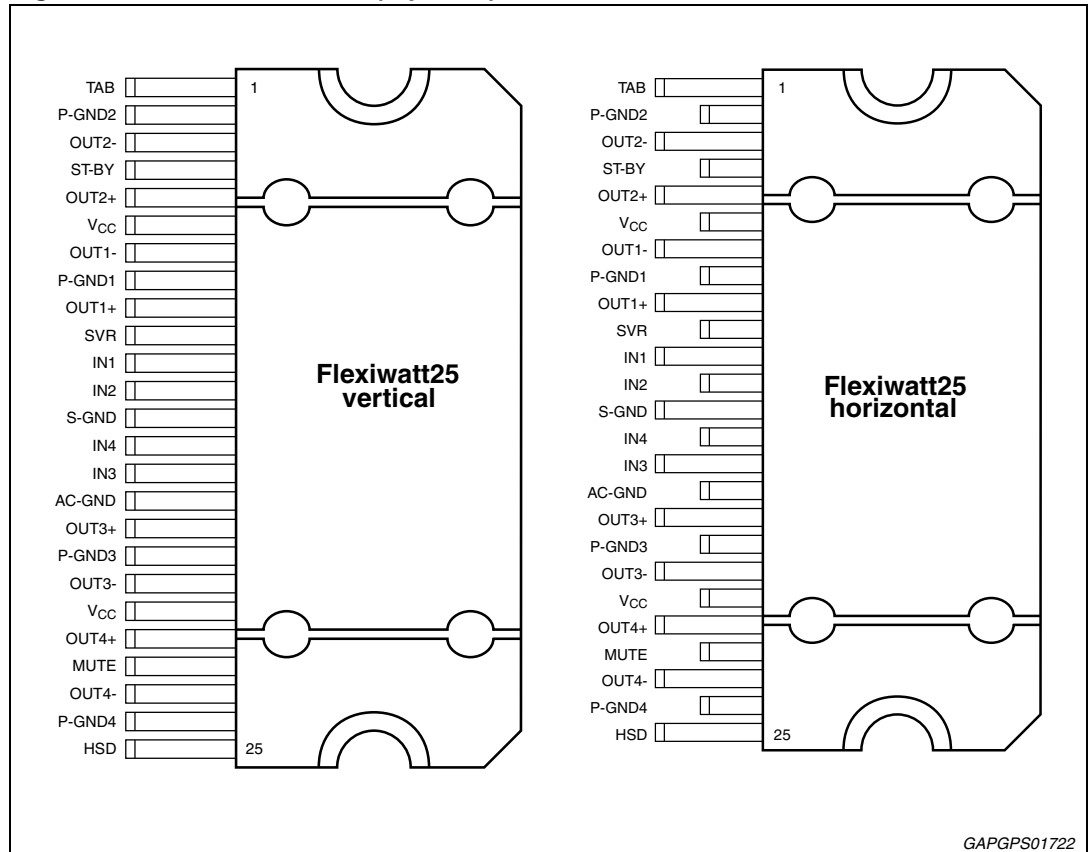 TAB
P-GND2
OUT2-
ST-BY
OUT2+
VCC
OUT1-
P-GND1
OUT1+
SVR
IN1
IN2
S-GND
IN4
IN3
AC-GND
OUT3+
P-GND3
OUT3-
VCC
OUT4+
MUTE
OUT4-
P-GND4
HSD
1
Flexiwatt25
vertical
25
TAB
P-GND2
OUT2-
ST-BY
OUT2+
VCC
OUT1-
P-GND1
OUT1+
SVR
IN1
IN2
S-GND
IN4
IN3
AC-GND
OUT3+
P-GND3
OUT3-
VCC
OUT4+
MUTE
OUT4-
P-GND4
HSD
1
Flexiwatt25
horizontal
25
GAPGPS01722